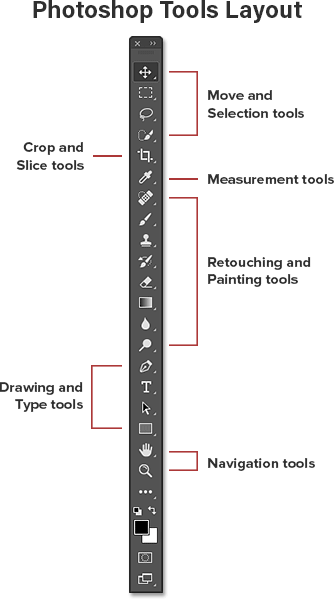 Photoshop Tools Layout
Move and
Selection tools
Crop and
Slice tools
Measurement tools
Retouching and
Painting tools
Drawing and
Type tools
Navigation tools